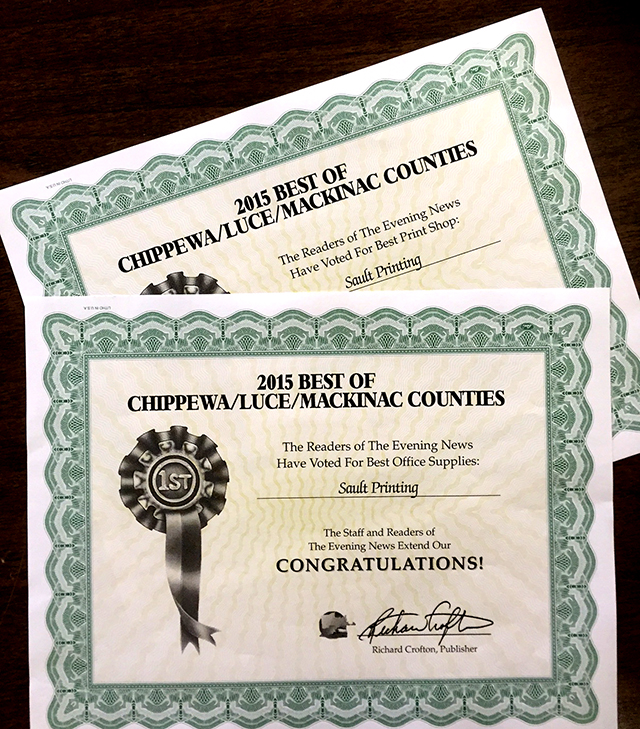 2015 BEST OF
CHIPPEWA/LUCE/MACKINAC COUNTIES
The Readers of The Evening News
Have Voted For Best Print Shop:
Sault Printing
2015 BEST OF
CHIPPEWA/LUCE/MACKINAC COUNTIES
1ST
The Readers of The Evening News
Have Voted For Best Office Supplies:
Sault Printing
The Staff and Readers of
The Evening News Extend Our
CONGRATULATIONS!
Richard Crofton
Richard Crofton, Publisher